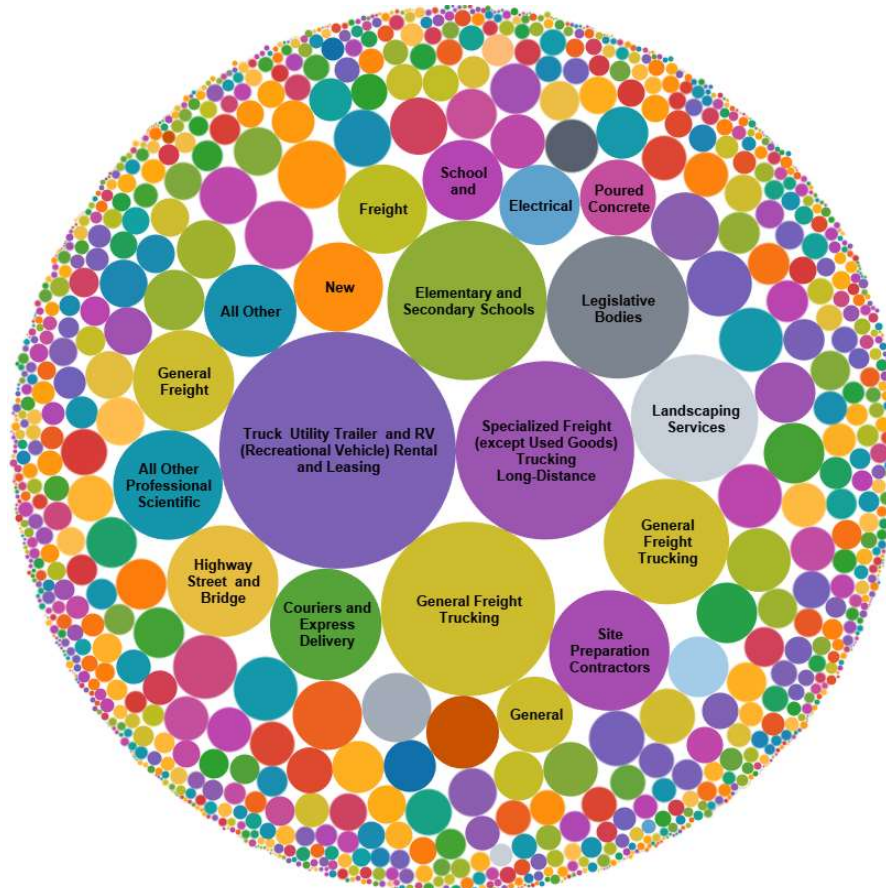 School
and
Poured
Concrete
Freight
Electrical
New
Elementary and
Secondary Schools
Legislative
Bodies
All Other
General
Freight
Landscaping
Services
Truck Utility Trailer and RV
(Recreational Vehicle) Rental
and Leasing
Specialized Freight
(except Used Goods)
Trucking
Long-Distance
All Other
Professional
Scientific
General
Freight
Trucking
Highway
Street and
Bridge
Couriers and
Express
Delivery
General Freight
Trucking
Site
Preparation
Contractors
General